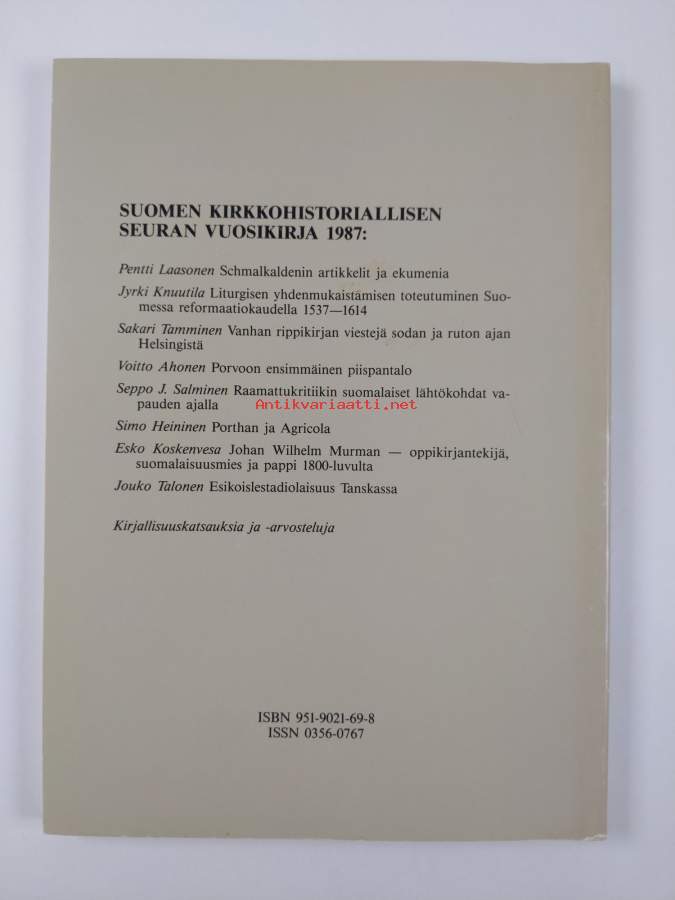 SUOMEN KIRKKOHISTORIALLISEN
SEURAN VUOSIKIRJA 1987:
Pentti Laasonen Schmalkaldenin artikkelit ja ekumenia
Jyrki Knuutila Liturgisen yhdenmukaistamisen toteutuminen Suo-
messa reformaatiokaudella 1537—1614
Sakari Tamminen Vanhan rippikirjan viestejä sodan ja ruton ajan
Helsingistä
Voitto Ahonen Porvoon ensimmäinen piispantalo
Seppo J. Salminen Raamattukritiikin suomalaiset lähtökohdat va-
pauden ajalla
Antikvariaatti.net
Simo Heininen Porthan ja Agricola
Esko Koskenvesa Johan Wilhelm Murman — oppikirjantekijä,
suomalaisuusmies ja pappi 1800-luvulta
Jouko Talonen Esikoislestadiolaisuus Tanskassa
Kirjallisuuskatsauksia ja -arvosteluja
ISBN 951-9021-69-8
ISSN 0356-0767